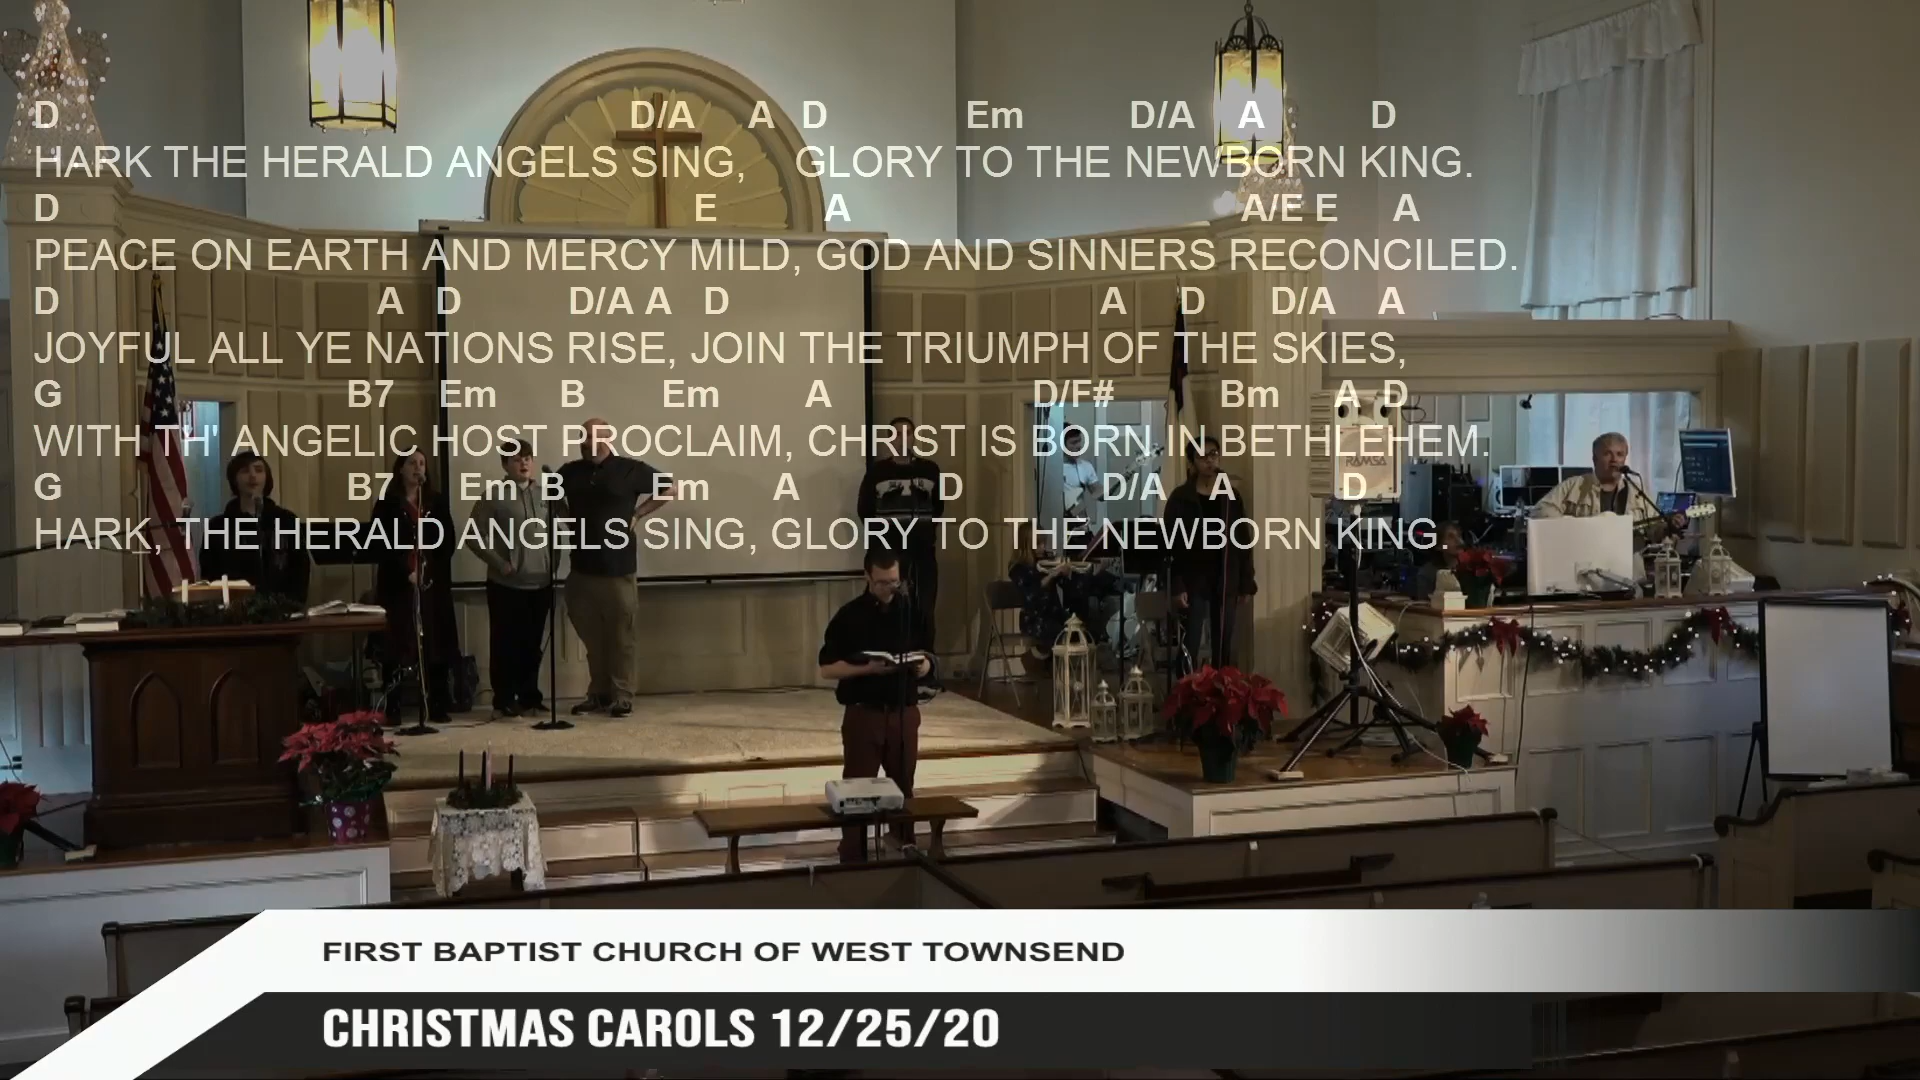 D D/A A D Em D/A A D
HARK THE HERALD ANGELS SING, GLORY TO THE NEWBORN KING.
D E A A/E E A
PEACE ON EARTH AND MERCY MILD, GOD AND SINNERS RECONCILED.
D A D D/A A D A D D/A A
JOYFUL ALL YE NATIONS RISE, JOIN THE TRIUMPH OF THE SKIES,
G B7 Em B Em A D/F# Bm A D
WITH TH' ANGELIC HOST PROCLAIM, CHRIST IS BORN IN BETHLEHEM.
RAMSA
G B7 Em B Em A D D/A A D
HARK, THE HERALD ANGELS SING, GLORY TO THE NEWBORN KING.
FIRST BAPTIST CHURCH OF WEST TOWNSEND
CHRISTMAS CAROLS 12/25/20